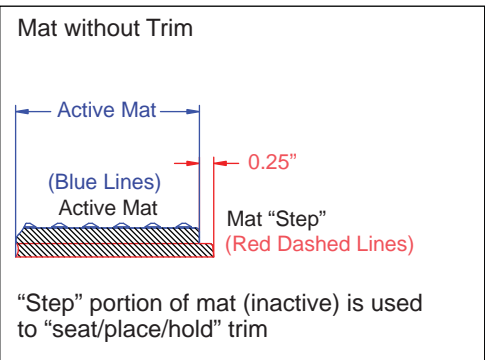 Mat without Trim
Active Mat
0.25”
(Blue Lines)
Active Mat
Mat “Step”
(Red Dashed Lines)
“Step” portion of mat (inactive) is used
to “seat/place/hold” trim